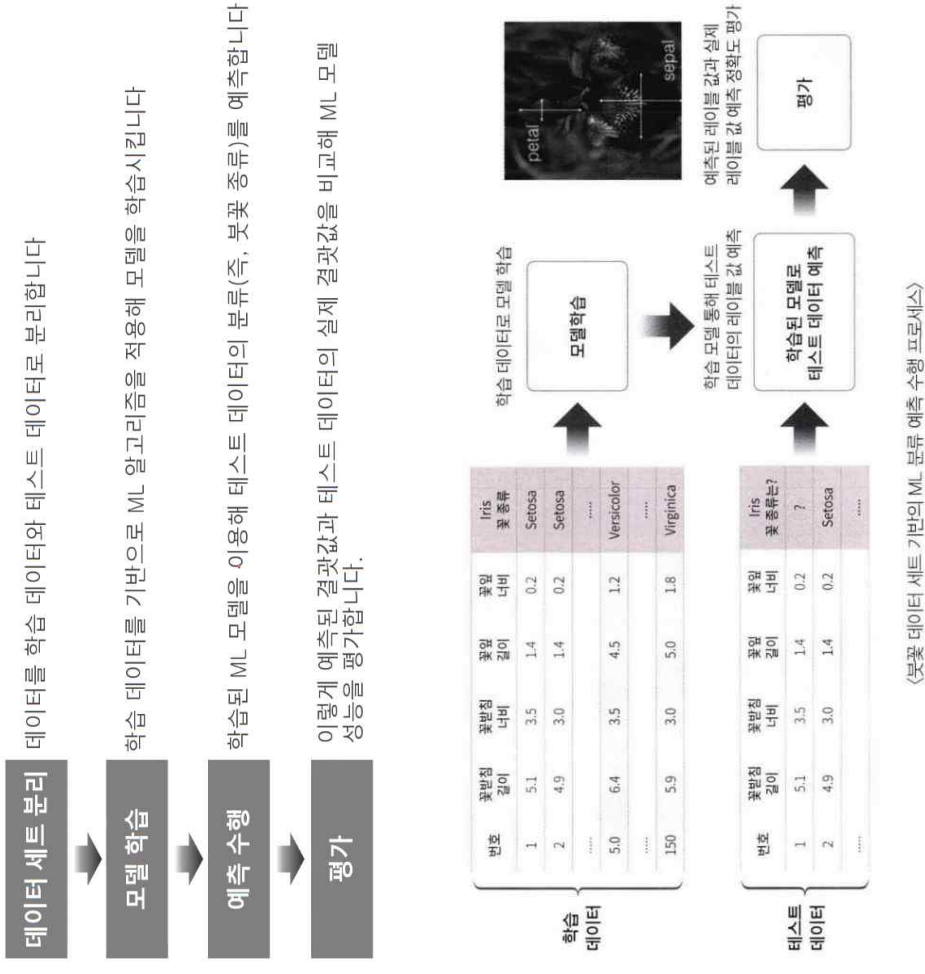 데이터 세트 분리
데이터를 학습 데이터와 테스트 데이터로 분리합니다
모델 학습
학습 데이터를 기반으로 ML 알고리즘을 적용해 모델을 학습시킵니다
예측 수행
학습된 ML 모델을 이용해 테스트 데이터의 분류(즉, 붓꽃 종류)를 예측합니다
평가
이렇게 예측된 결괏값과 테스트 데이터의 실제 결괏값을 비교해 ML 모델
성능을 평가합니다.
학습
데이터
번호 꽃받침 길이 꽃받침 너비 꽃잎 길이 꽃잎 너비 Iris 꽃 종류
1 5.1 3.5 1.4 0.2 Setosa
2 4.9 3.0 1.4 0.2 Setosa
..... .....
5.0 6.4 3.5 4.5 1.2 Versicolor
..... .....
150 5.9 3.0 5.0 1.8 Virginica
학습 데이터로 모델 학습
모델학습
petal
sepal
테스트
데이터
번호 꽃받침 길이 꽃받침 너비 꽃잎 길이 꽃잎 너비 Iris 꽃 종류는?
1 5.1 3.5 1.4 0.2 ?
2 4.9 3.0 1.4 0.2 Setosa
..... .....
학습 모델 통해 테스트
데이터의 레이블 값 예측
학습된 모델로
테스트 데이터 예측
예측된 레이블 값과 실제
레이블 값 예측 정확도 평가
평가
〈붓꽃 데이터 세트 기반의 ML 분류 예측 수행 프로세스〉